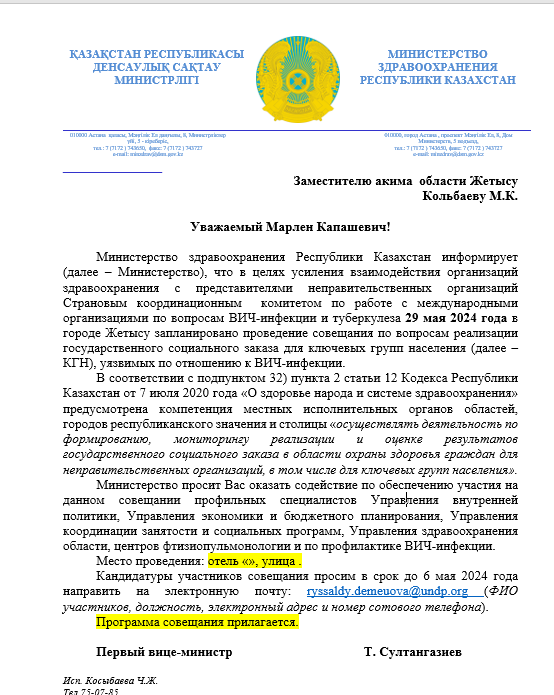 ҚАЗАҚСТАН РЕСПУБЛИКАСЫ
ДЕНСАУЛЫҚ САҚТАУ
МИНИСТРЛІГІ
МИНИСТЕРСТВО
ЗДРАВООХРАНЕНИЯ
РЕСПУБЛИКИ КАЗАХСТАН
010000 Астана қаласы, Мәңгілік Ел даңғылы, 8, Министрліктер
үйі, 5 - кіреберіс,
тел.: 7 (7172 ) 743650, факс: 7 (7172 ) 743727
e-mail: minzdrav@dsm.gov.kz
010000, город Астана , проспект Мәңгілік Ел, 8, Дом
Министерств, 5 подъезд,
тел.: 7 (7172 ) 743650, факс: 7 (7172 ) 743727
e-mail: minzdrav@dsm.gov.kz
Заместителю акима области Жетысу
Кольбаеву М.К.
Уважаемый Марлен Капашевич!
Министерство здравоохранения Республики Казахстан информирует
(далее – Министерство), что в целях усиления взаимодействия организаций
здравоохранения с представителями неправительственных организаций
Страновым координационным комитетом по работе с международными
организациями по вопросам ВИЧ-инфекции и туберкулеза 29 мая 2024 года в
городе Жетысу запланировано проведение совещания по вопросам реализации
государственного социального заказа для ключевых групп населения (далее –
КГН), уязвимых по отношению к ВИЧ-инфекции.
В соответствии с подпунктом 32) пункта 2 статьи 12 Кодекса Республики
Казахстан от 7 июля 2020 года «О здоровье народа и системе здравоохранения»
предусмотрена компетенция местных исполнительных органов областей,
городов республиканского значения и столицы «осуществлять деятельность по
формированию, мониторингу реализации и оценке результатов
государственного социального заказа в области охраны здоровья граждан для
неправительственных организаций, в том числе для ключевых групп населения».
Министерство просит Вас оказать содействие по обеспечению участия на
данном совещании профильных специалистов Управления внутренней
политики, Управления экономики и бюджетного планирования, Управления
координации занятости и социальных программ, Управления здравоохранения
области, центров фтизиопульмонологии и по профилактике ВИЧ-инфекции.
Место проведения: отель «», улица .
Кандидатуры участников совещания просим в срок до 6 мая 2024 года
направить на электронную почту: ryssaldy.demeuova@undp.org (ФИО
участников, должность, электронный адрес и номер сотового телефона).
Программа совещания прилагается.
Первый вице-министр Т. Султангазиев
Исп. Косыбаева Ч.Ж.
Тел 75-07-85